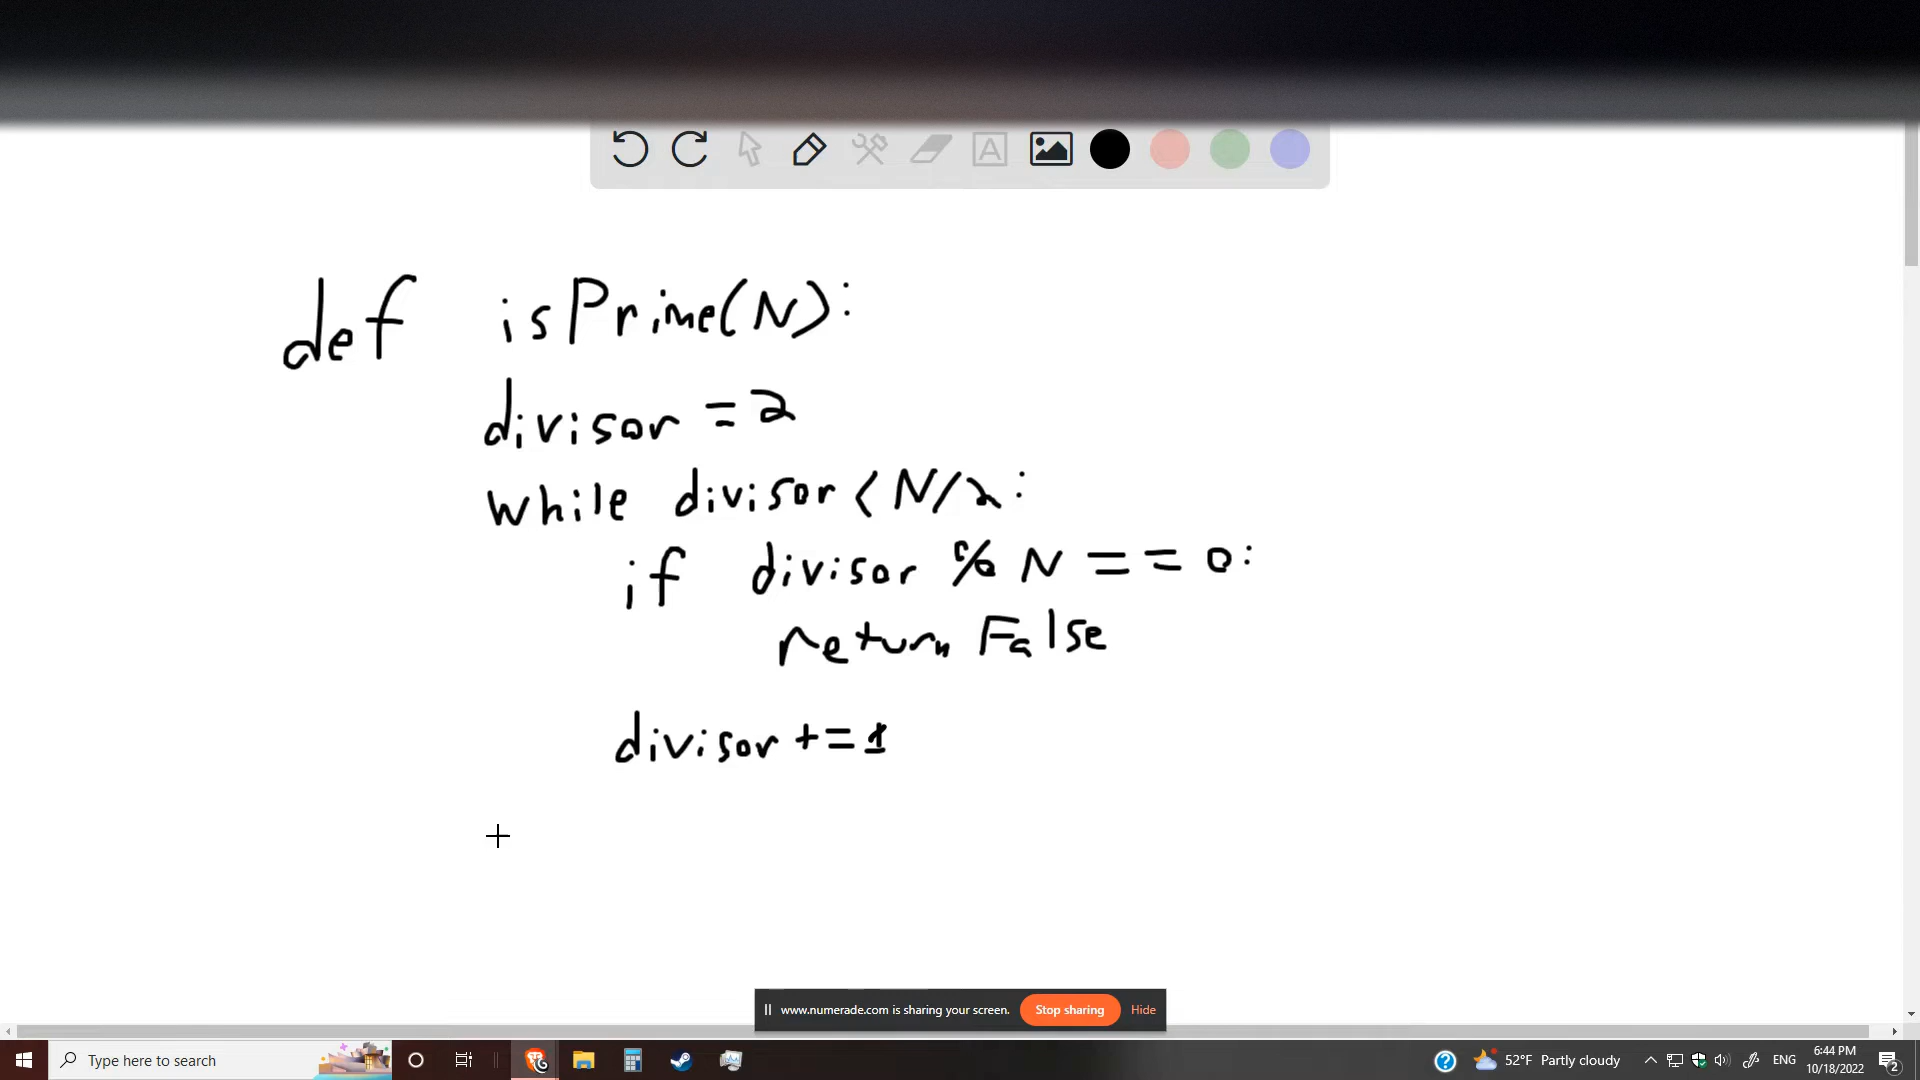 def isPrime(N):
divisor = 2
while divisor < N/2:
if divisor % N == 0:
return False
divisor += 1
www.numerade.com is sharing your screen. Stop sharing Hide
Type here to search
52°F Partly cloudy
ENG
6:44 PM
10/18/2022
2